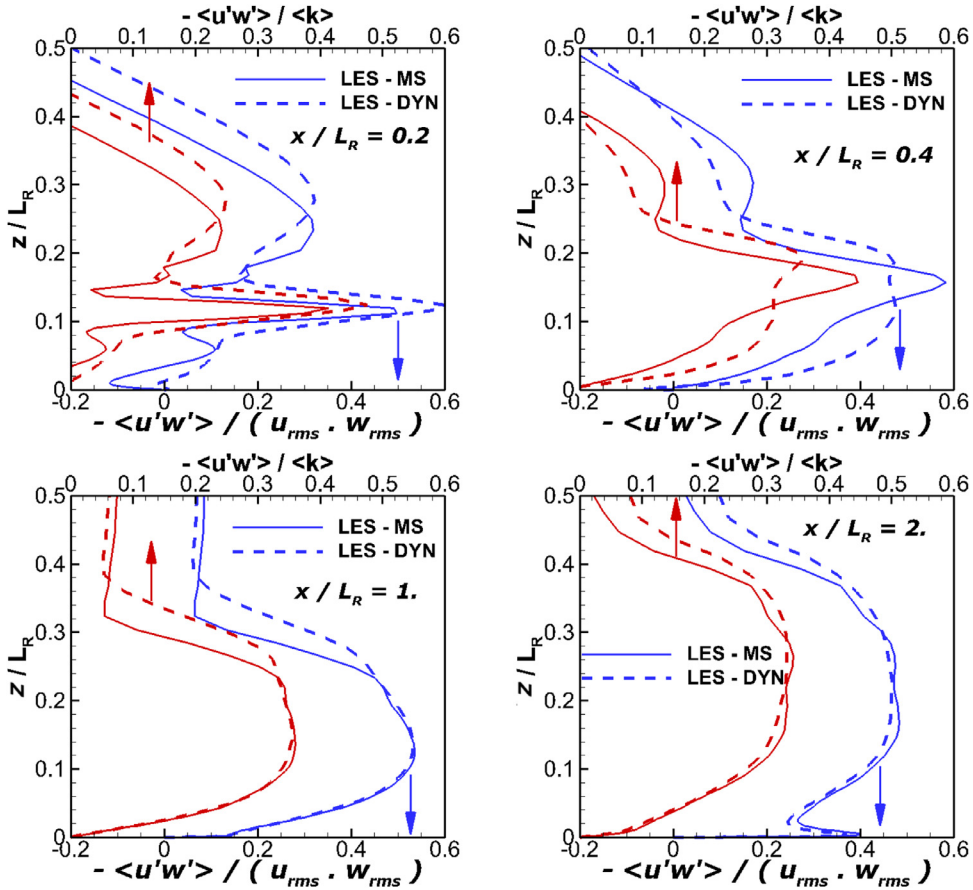 - <u'w'> / <k>
0 0.1 0.2 0.3 0.4 0.5 0.6
0.5
LES - MS
LES - DYN
0.4
x / L_R = 0.2
0.3
z / L_R
0.2
0.1
0
-0.2 0 0.2 0.4 0.6
- <u'w'> / ( u_rms . w_rms )
- <u'w'> / <k>
0 0.1 0.2 0.3 0.4 0.5 0.6
0.5
LES - MS
LES - DYN
0.4
x / L_R = 0.4
0.3
z / L_R
0.2
0.1
0
-0.2 0 0.2 0.4 0.6
- <u'w'> / ( u_rms . w_rms )
- <u'w'> / <k>
0 0.1 0.2 0.3 0.4 0.5 0.6
0.5
LES - MS
LES - DYN
0.4
x / L_R = 1.
0.3
z / L_R
0.2
0.1
0
-0.2 0 0.2 0.4 0.6
- <u'w'> / ( u_rms . w_rms )
- <u'w'> / <k>
0 0.1 0.2 0.3 0.4 0.5 0.6
0.5
x / L_R = 2.
0.4
0.3
LES - MS
LES - DYN
z / L_R
0.2
0.1
0
-0.2 0 0.2 0.4 0.6
- <u'w'> / ( u_rms . w_rms )